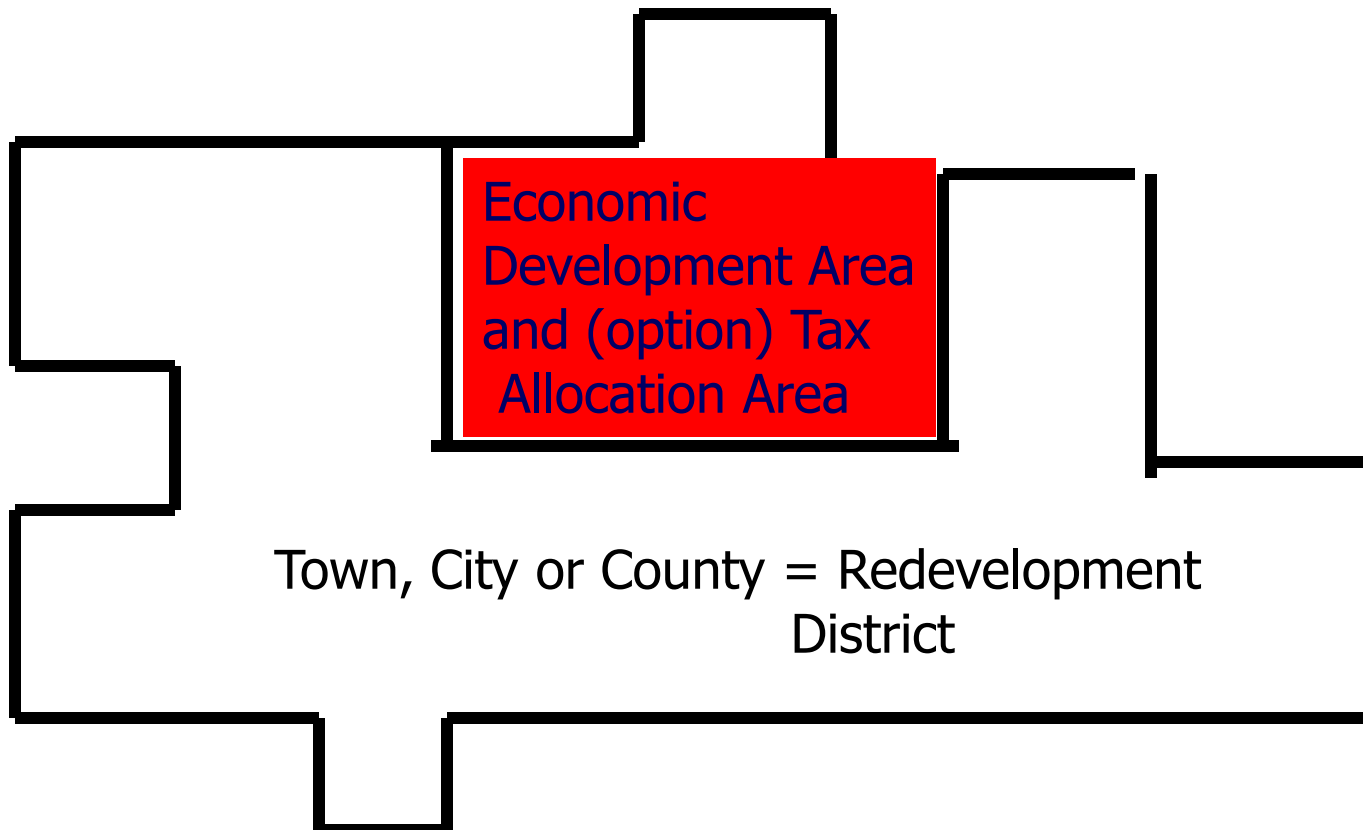 Economic
Development Area
and (option) Tax
Allocation Area
Town, City or County = Redevelopment
District